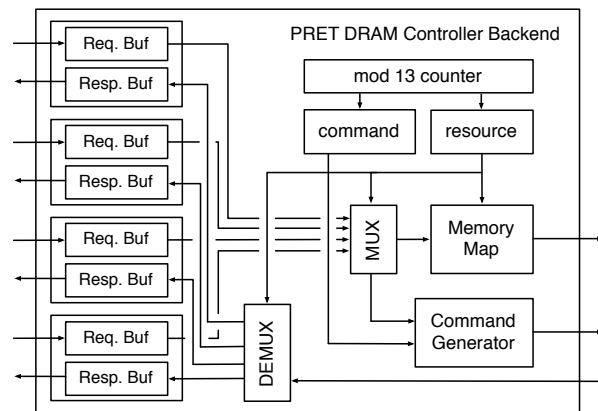 PRET DRAM Controller Backend
Req. Buf
Resp. Buf
Req. Buf
Resp. Buf
Req. Buf
Resp. Buf
Req. Buf
Resp. Buf
mod 13 counter
command
resource
MUX
Memory
Map
DEMUX
Command
Generator